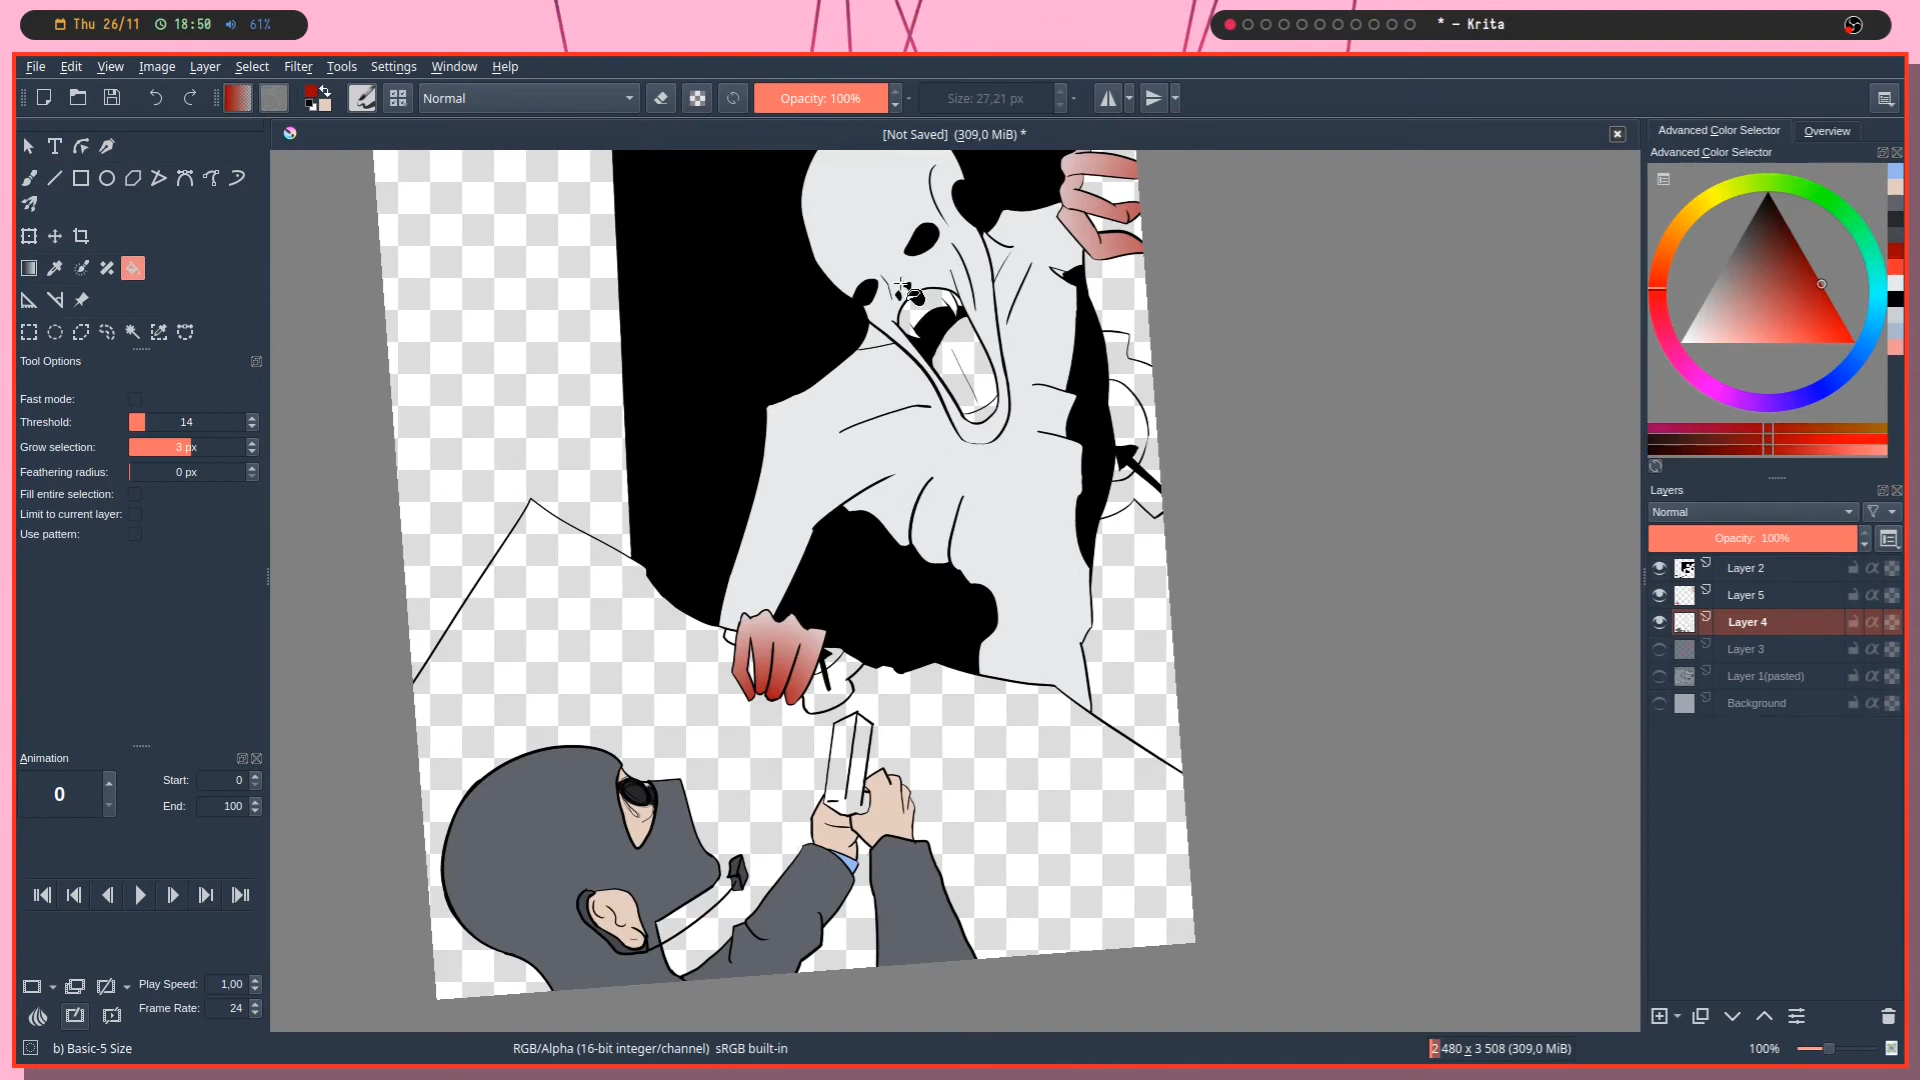 Thu 26/11 18:50 61%
* – Krita
File Edit View Image Layer Select Filter Tools Settings Window Help
Normal
Opacity: 100%
Size: 27,21 px
[Not Saved] (309,0 MiB) *
Advanced Color Selector
Overview
Advanced Color Selector
Tool Options
Fast mode:
Threshold: 14
Grow selection: 3 px
Feathering radius: 0 px
Fill entire selection:
Limit to current layer:
Use pattern:
Layers
Normal
Opacity: 100%
Layer 2
Layer 5
Layer 4
Layer 3
Layer 1(pasted)
Background
Animation
0
Start: 0
End: 100
Play Speed: 1,00
Frame Rate: 24
b) Basic-5 Size
RGB/Alpha (16-bit integer/channel) sRGB built-in
2 480 x 3 508 (309,0 MiB)
100%